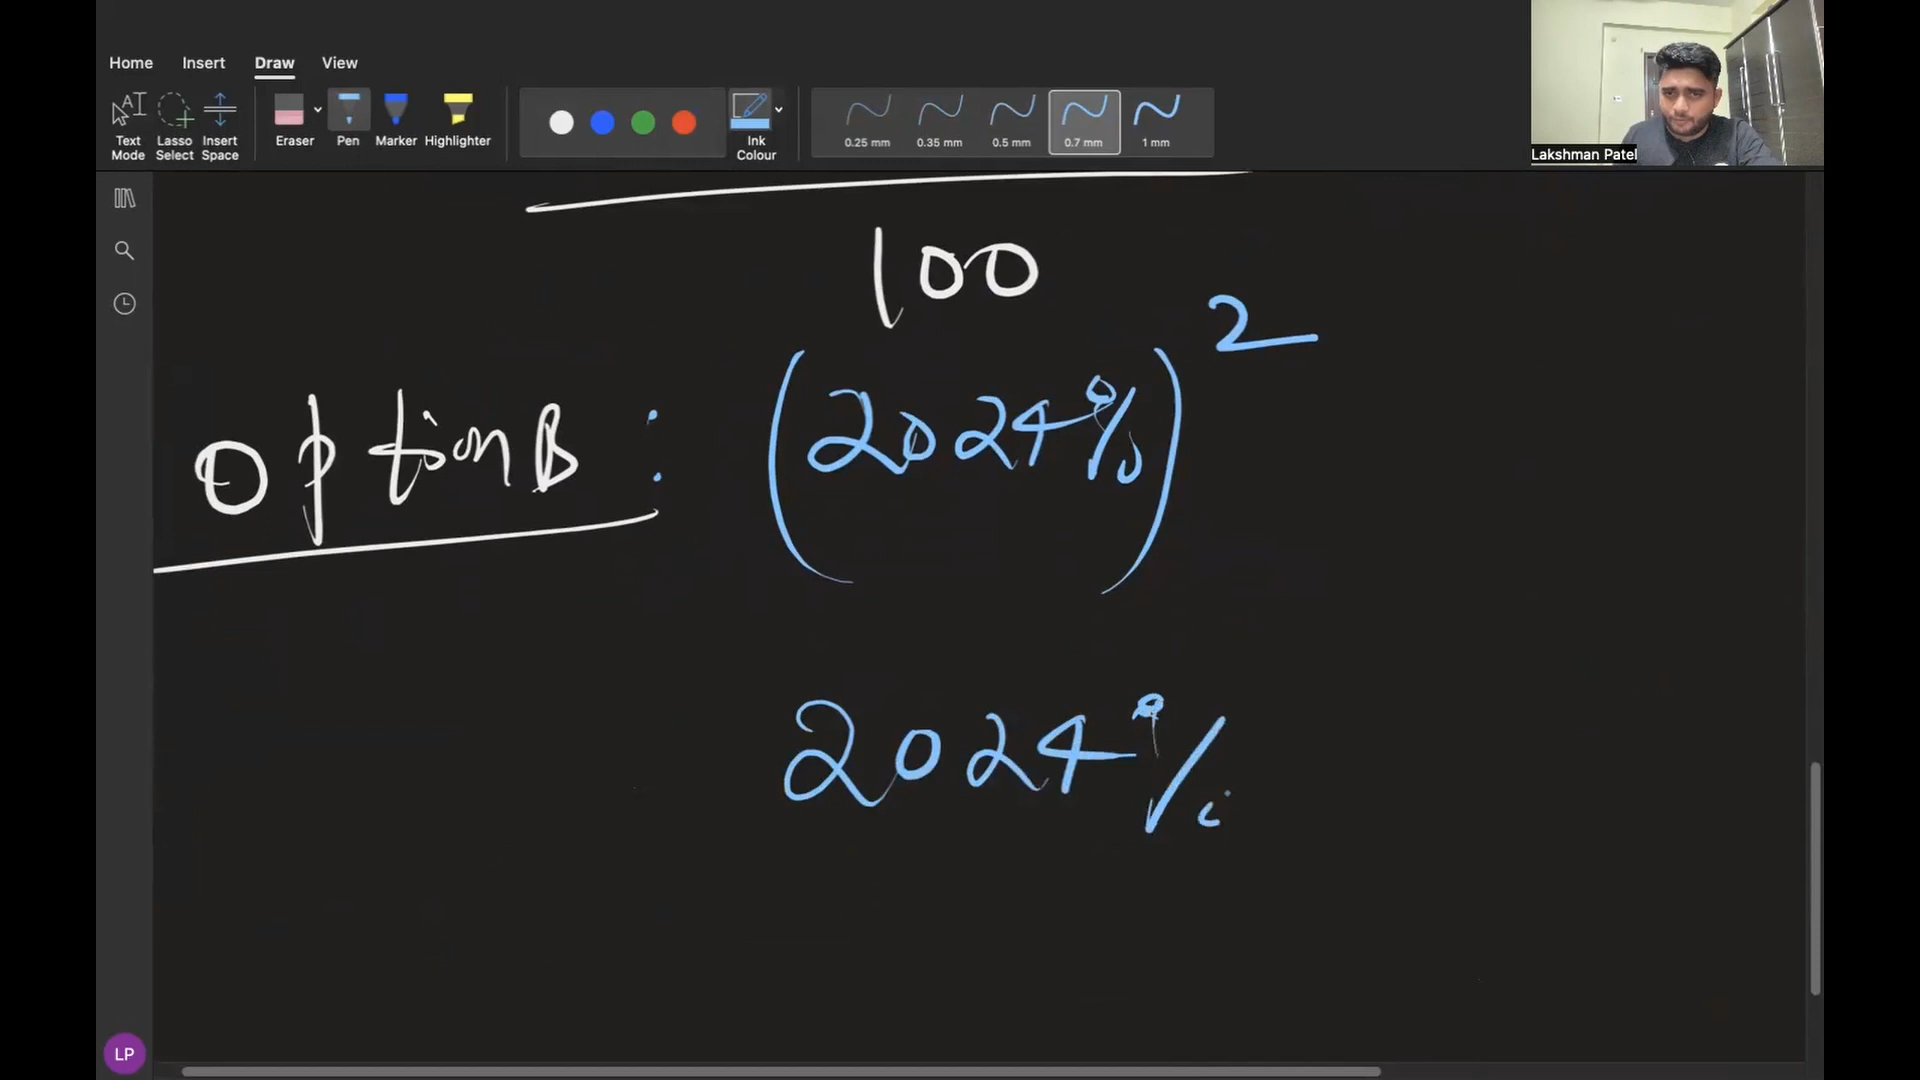 Home Insert Draw View
Text Mode Lasso Select Insert Space Eraser Pen Marker Highlighter Ink Colour 0.25 mm 0.35 mm 0.5 mm 0.7 mm 1 mm
Lakshman Patel
100
Option B : (2024%)²
2024%
LP